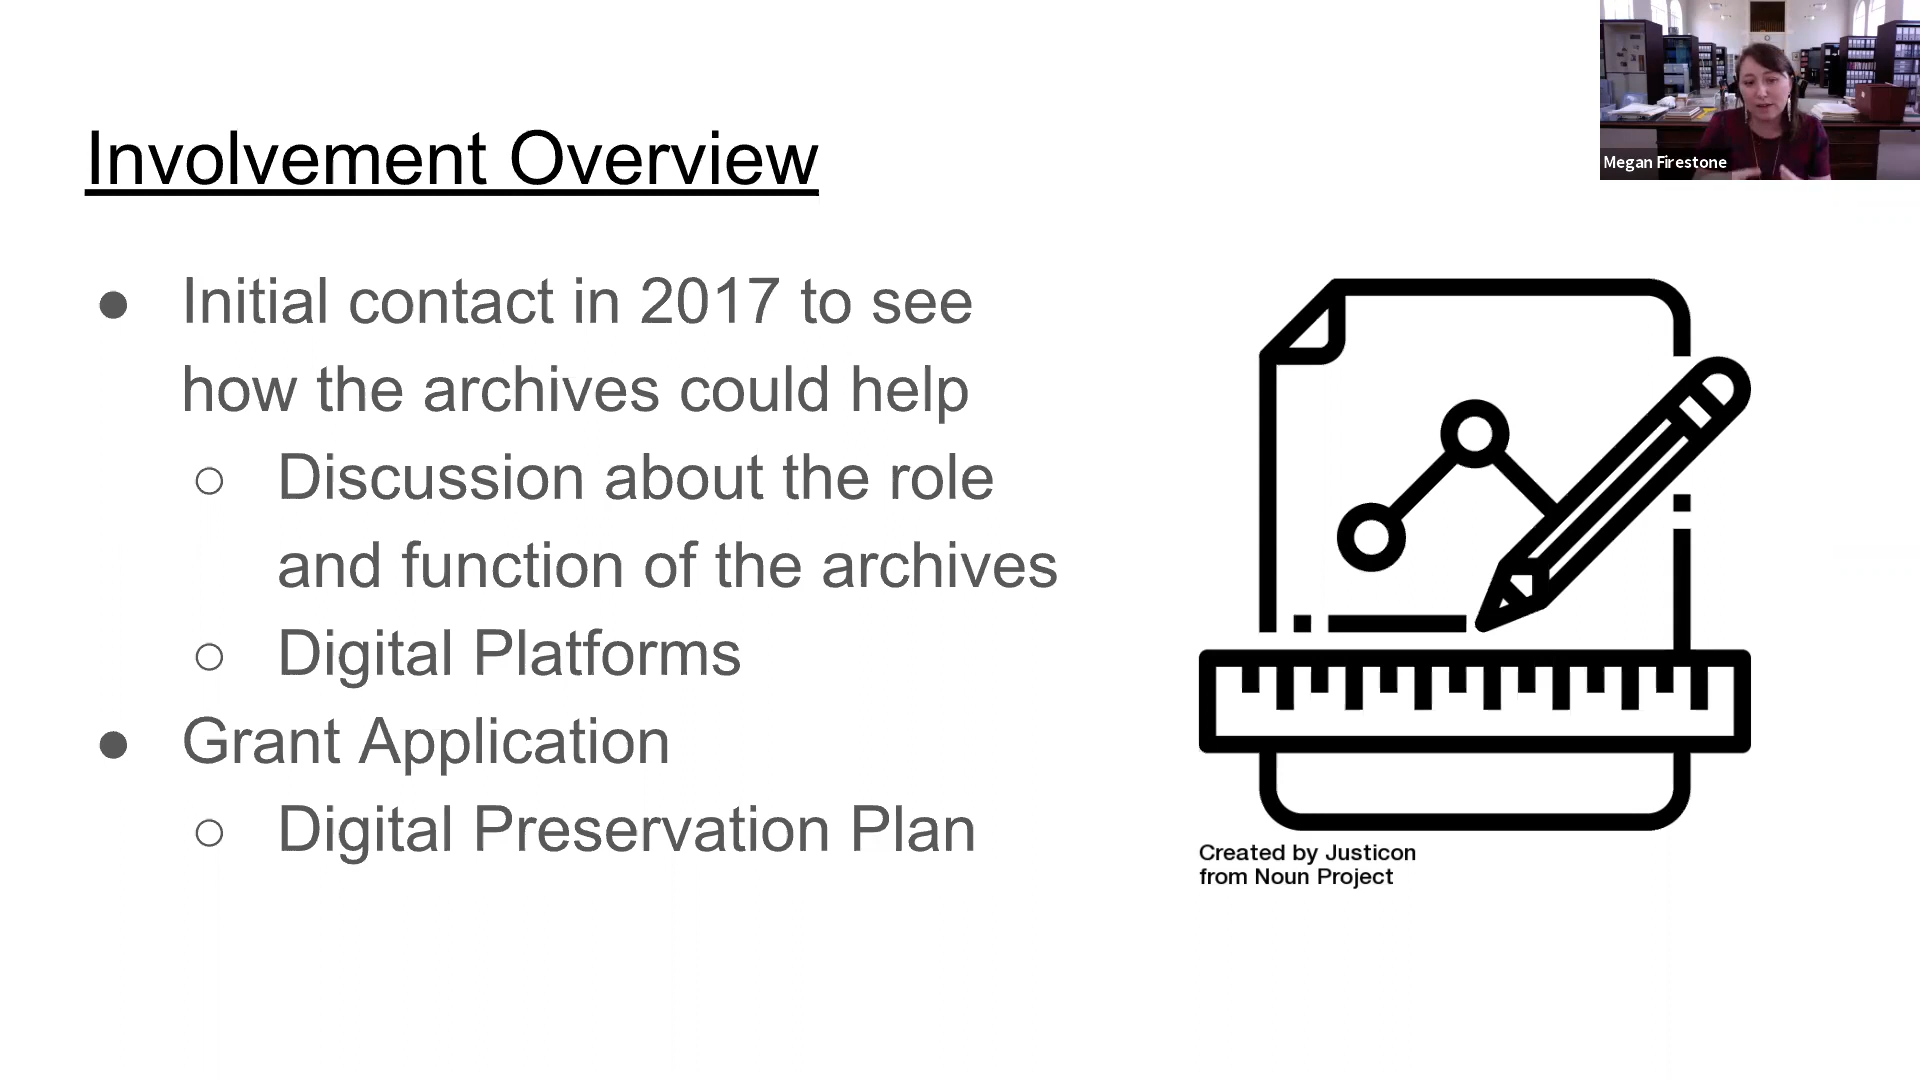 Involvement Overview
● Initial contact in 2017 to see
how the archives could help
○ Discussion about the role
and function of the archives
○ Digital Platforms
● Grant Application
○ Digital Preservation Plan
Created by Justicon
from Noun Project
Megan Firestone